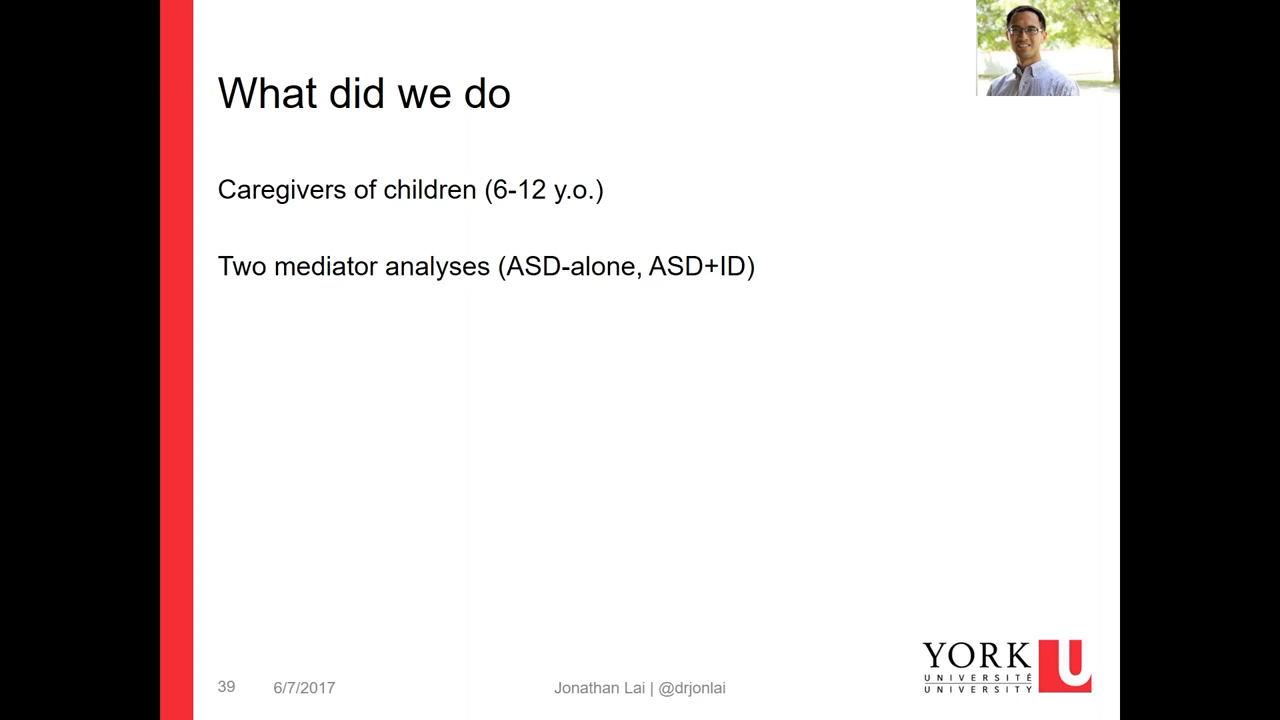 What did we do
Caregivers of children (6-12 y.o.)
Two mediator analyses (ASD-alone, ASD+ID)
39
6/7/2017
Jonathan Lai | @drjonlai
YORK
UNIVERSITÉ
UNIVERSITY
U